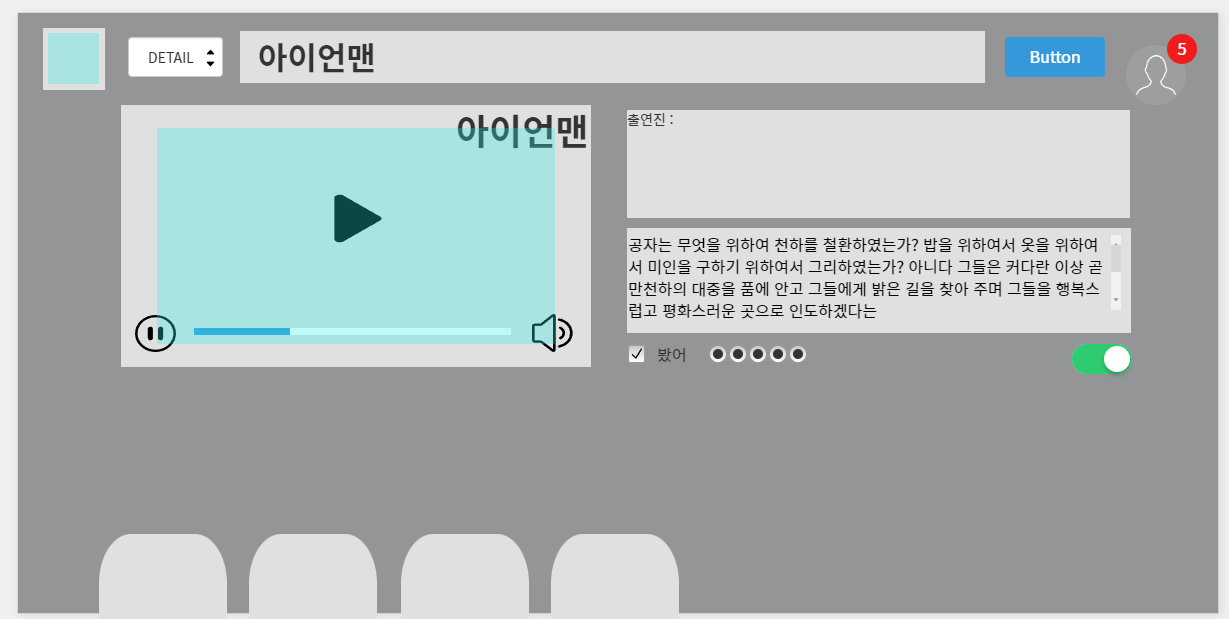 DETAIL
아이언맨
Button
5
아이언맨
출연진 :
공자는 무엇을 위하여 천하를 철환하였는가? 밥을 위하여서 옷을 위하여
서 미인을 구하기 위하여서 그리하였는가? 아니다 그들은 커다란 이상 곧
만천하의 대중을 품에 안고 그들에게 밝은 길을 찾아 주며 그들을 행복스
럽고 평화스러운 곳으로 인도하겠다는
봤어